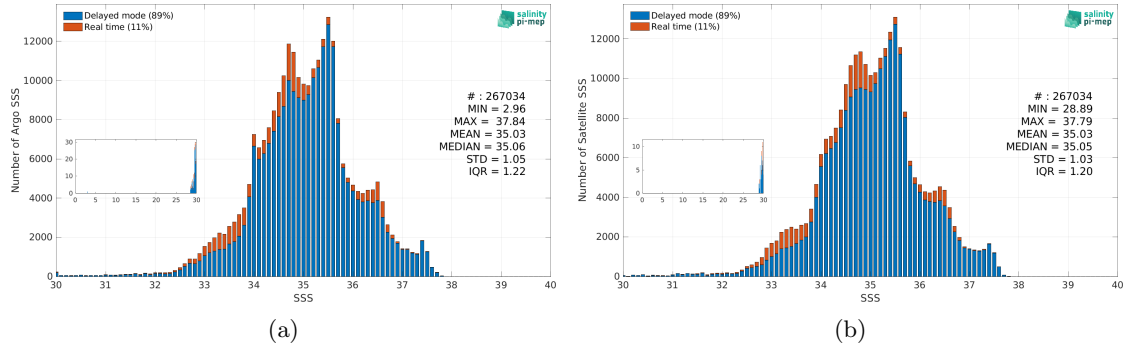 Delayed mode (89%)
Real time (11%)
salinity
pi-mep
12000
10000
8000
6000
4000
2000
0
Number of Argo SSS
# : 267034
MIN = 2.96
MAX = 37.84
MEAN = 35.03
MEDIAN = 35.06
STD = 1.05
IQR = 1.22
30
20
10
0
0 5 10 15 20 25 30
30 31 32 33 34 35 36 37 38 39 40
SSS
(a)
Delayed mode (89%)
Real time (11%)
salinity
pi-mep
12000
10000
8000
6000
4000
2000
0
Number of Satellite SSS
# : 267034
MIN = 28.89
MAX = 37.79
MEAN = 35.03
MEDIAN = 35.05
STD = 1.03
IQR = 1.20
10
5
0
0 5 10 15 20 25 30
30 31 32 33 34 35 36 37 38 39 40
SSS
(b)